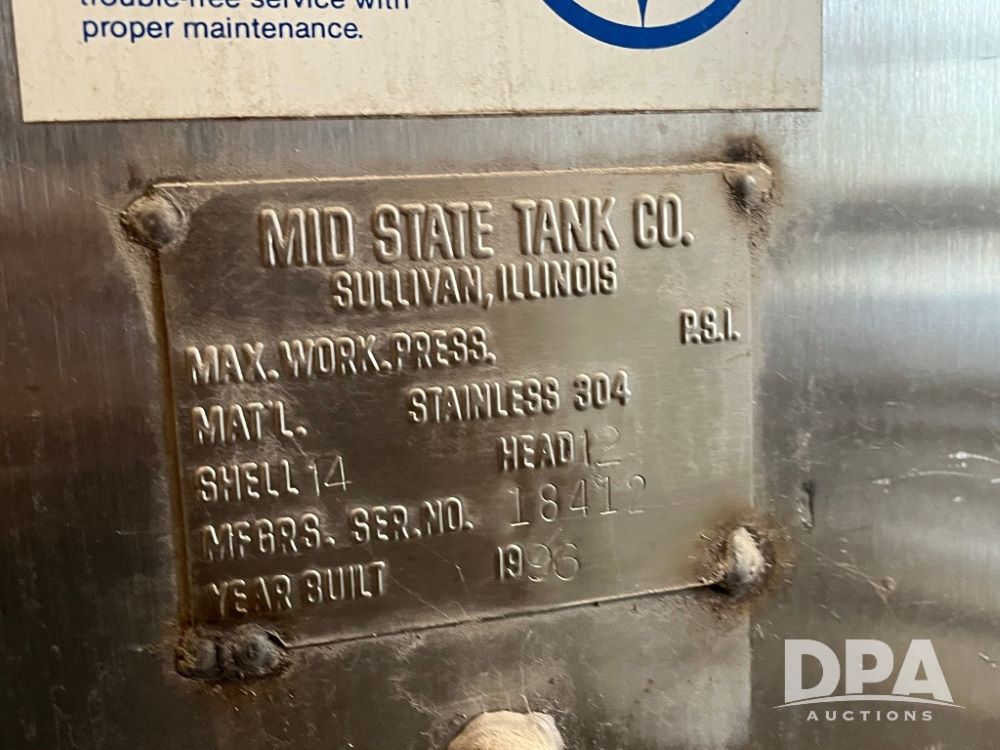 trouble-free service with
proper maintenance.
MID STATE TANK CO.
SULLIVAN, ILLINOIS
MAX. WORK. PRESS. P.S.I.
MAT'L. STAINLESS 304
SHELL 14 HEAD 12
MFGRS. SER. NO. 18412
YEAR BUILT 1996
DPA
AUCTIONS